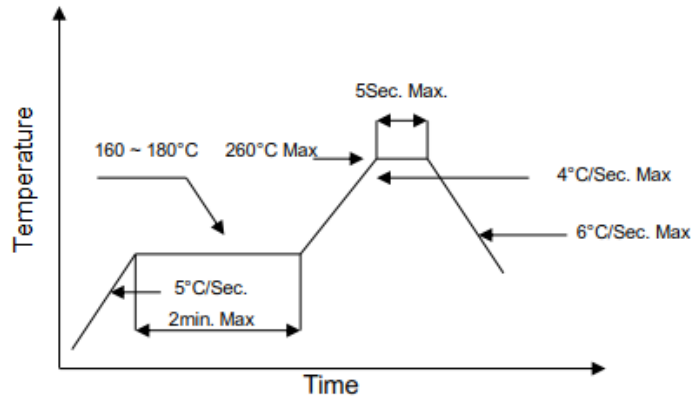 5Sec. Max.
160 ~ 180°C
260°C Max
4°C/Sec. Max
6°C/Sec. Max
5°C/Sec.
2min. Max
Temperature
Time